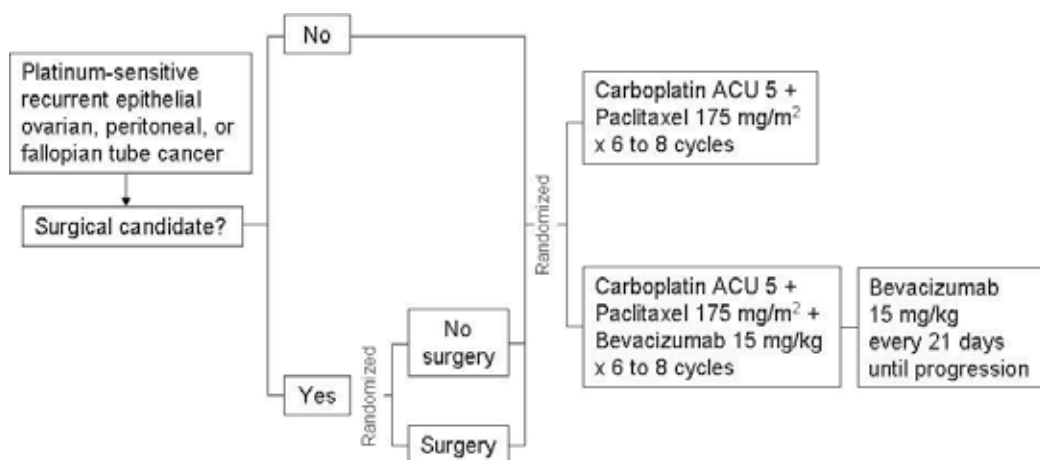 No
Platinum-sensitive
recurrent epithelial
ovarian, peritoneal, or
fallopian tube cancer
Surgical candidate?
Yes
Randomized
No
surgery
Surgery
Randomized
Carboplatin ACU 5 +
Paclitaxel 175 mg/m²
x 6 to 8 cycles
Carboplatin ACU 5 +
Paclitaxel 175 mg/m² +
Bevacizumab 15 mg/kg
x 6 to 8 cycles
Bevacizumab
15 mg/kg
every 21 days
until progression